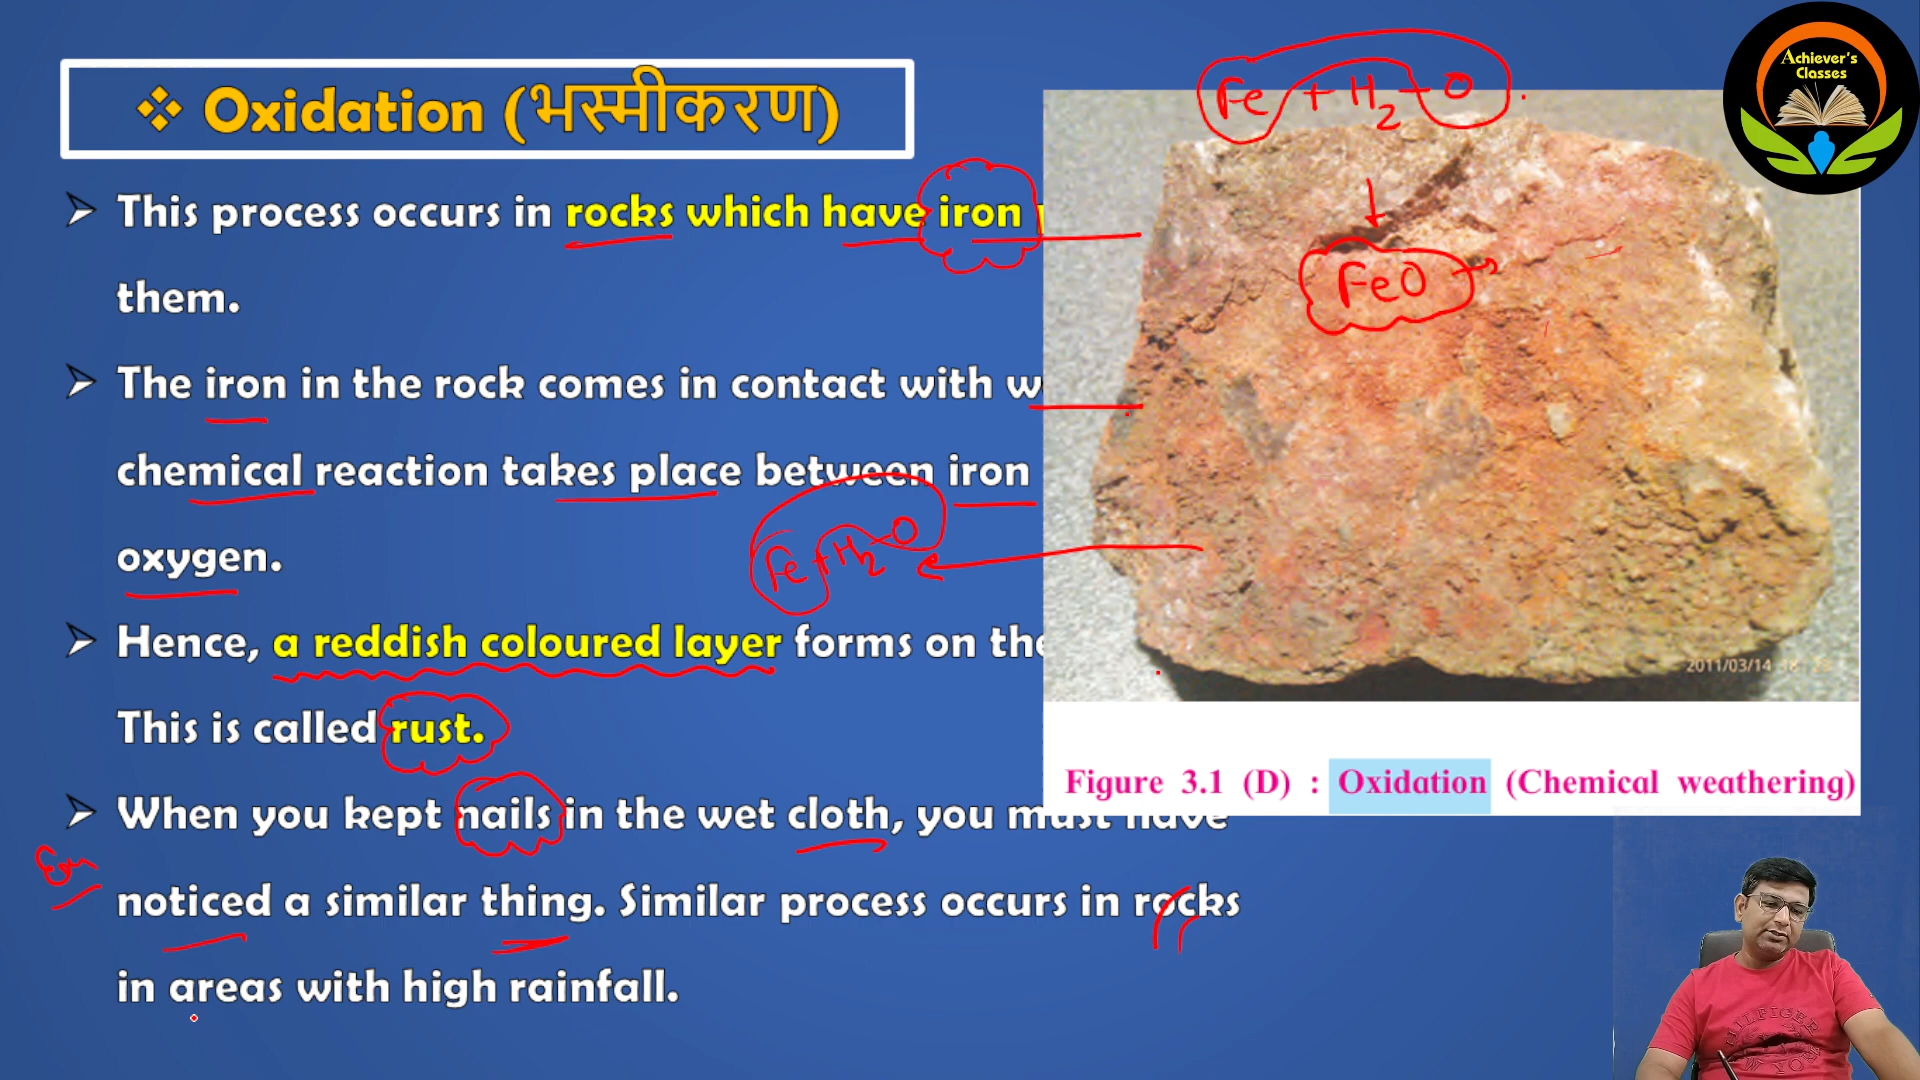 ❖ Oxidation (भस्मीकरण)
Fe + H2-O
Achiever's
Classes
➢ This process occurs in rocks which have iron
them.
FeO
➢ The iron in the rock comes in contact with
chemical reaction takes place between iron
oxygen.
Fe+H2-O
➢ Hence, a reddish coloured layer forms on the
This is called rust.
2011/03/14
Figure 3.1 (D) : Oxidation (Chemical weathering)
➢ When you kept nails in the wet cloth, you must have
Ex
noticed a similar thing. Similar process occurs in rocks
in areas with high rainfall.
HILFIGER